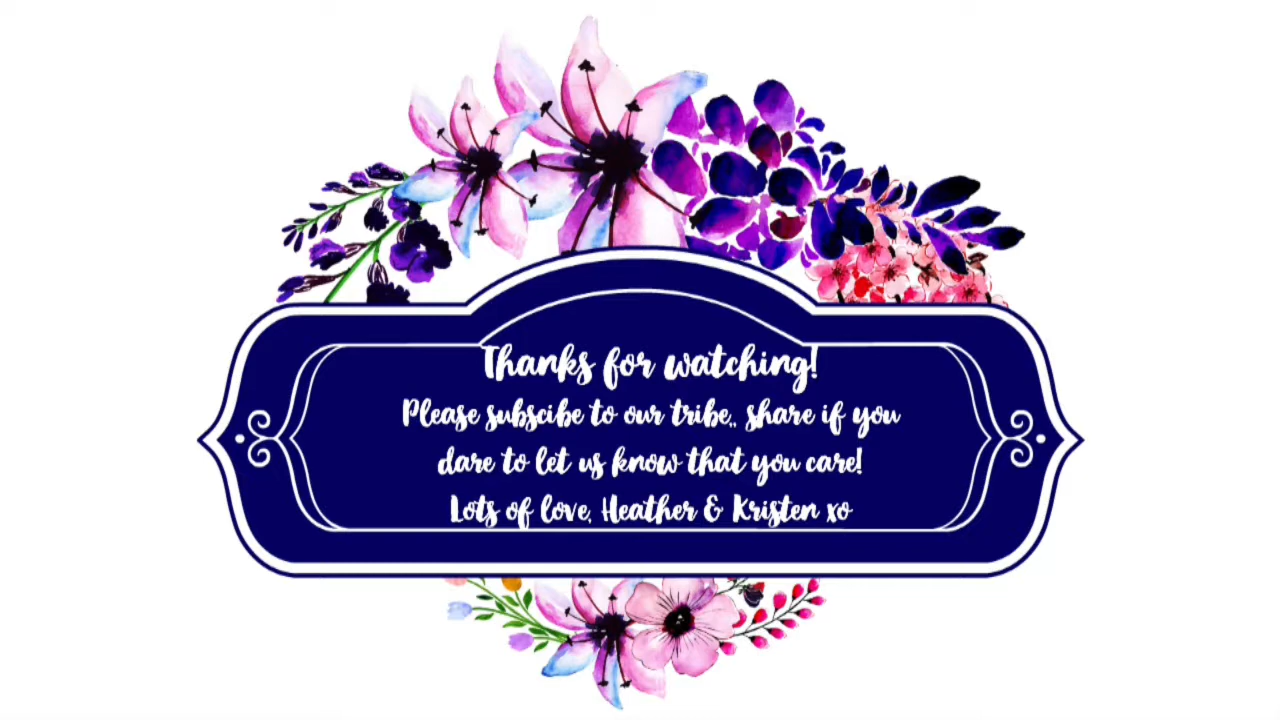 Thanks for watching!
Please subscibe to our tribe,, share if you
dare to let us know that you care!
Lots of love, Heather & Kristen xo